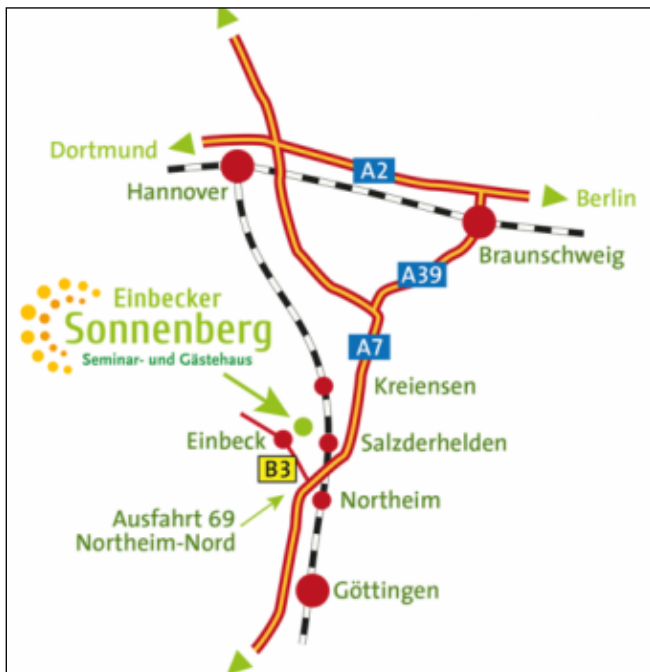 Dortmund
A2
Hannover
Berlin
Braunschweig
A39
Einbecker
Sonnenberg
Seminar- und Gästehaus
A7
Kreiensen
Einbeck
Salzderhelden
B3
Northeim
Ausfahrt 69
Northeim-Nord
Göttingen